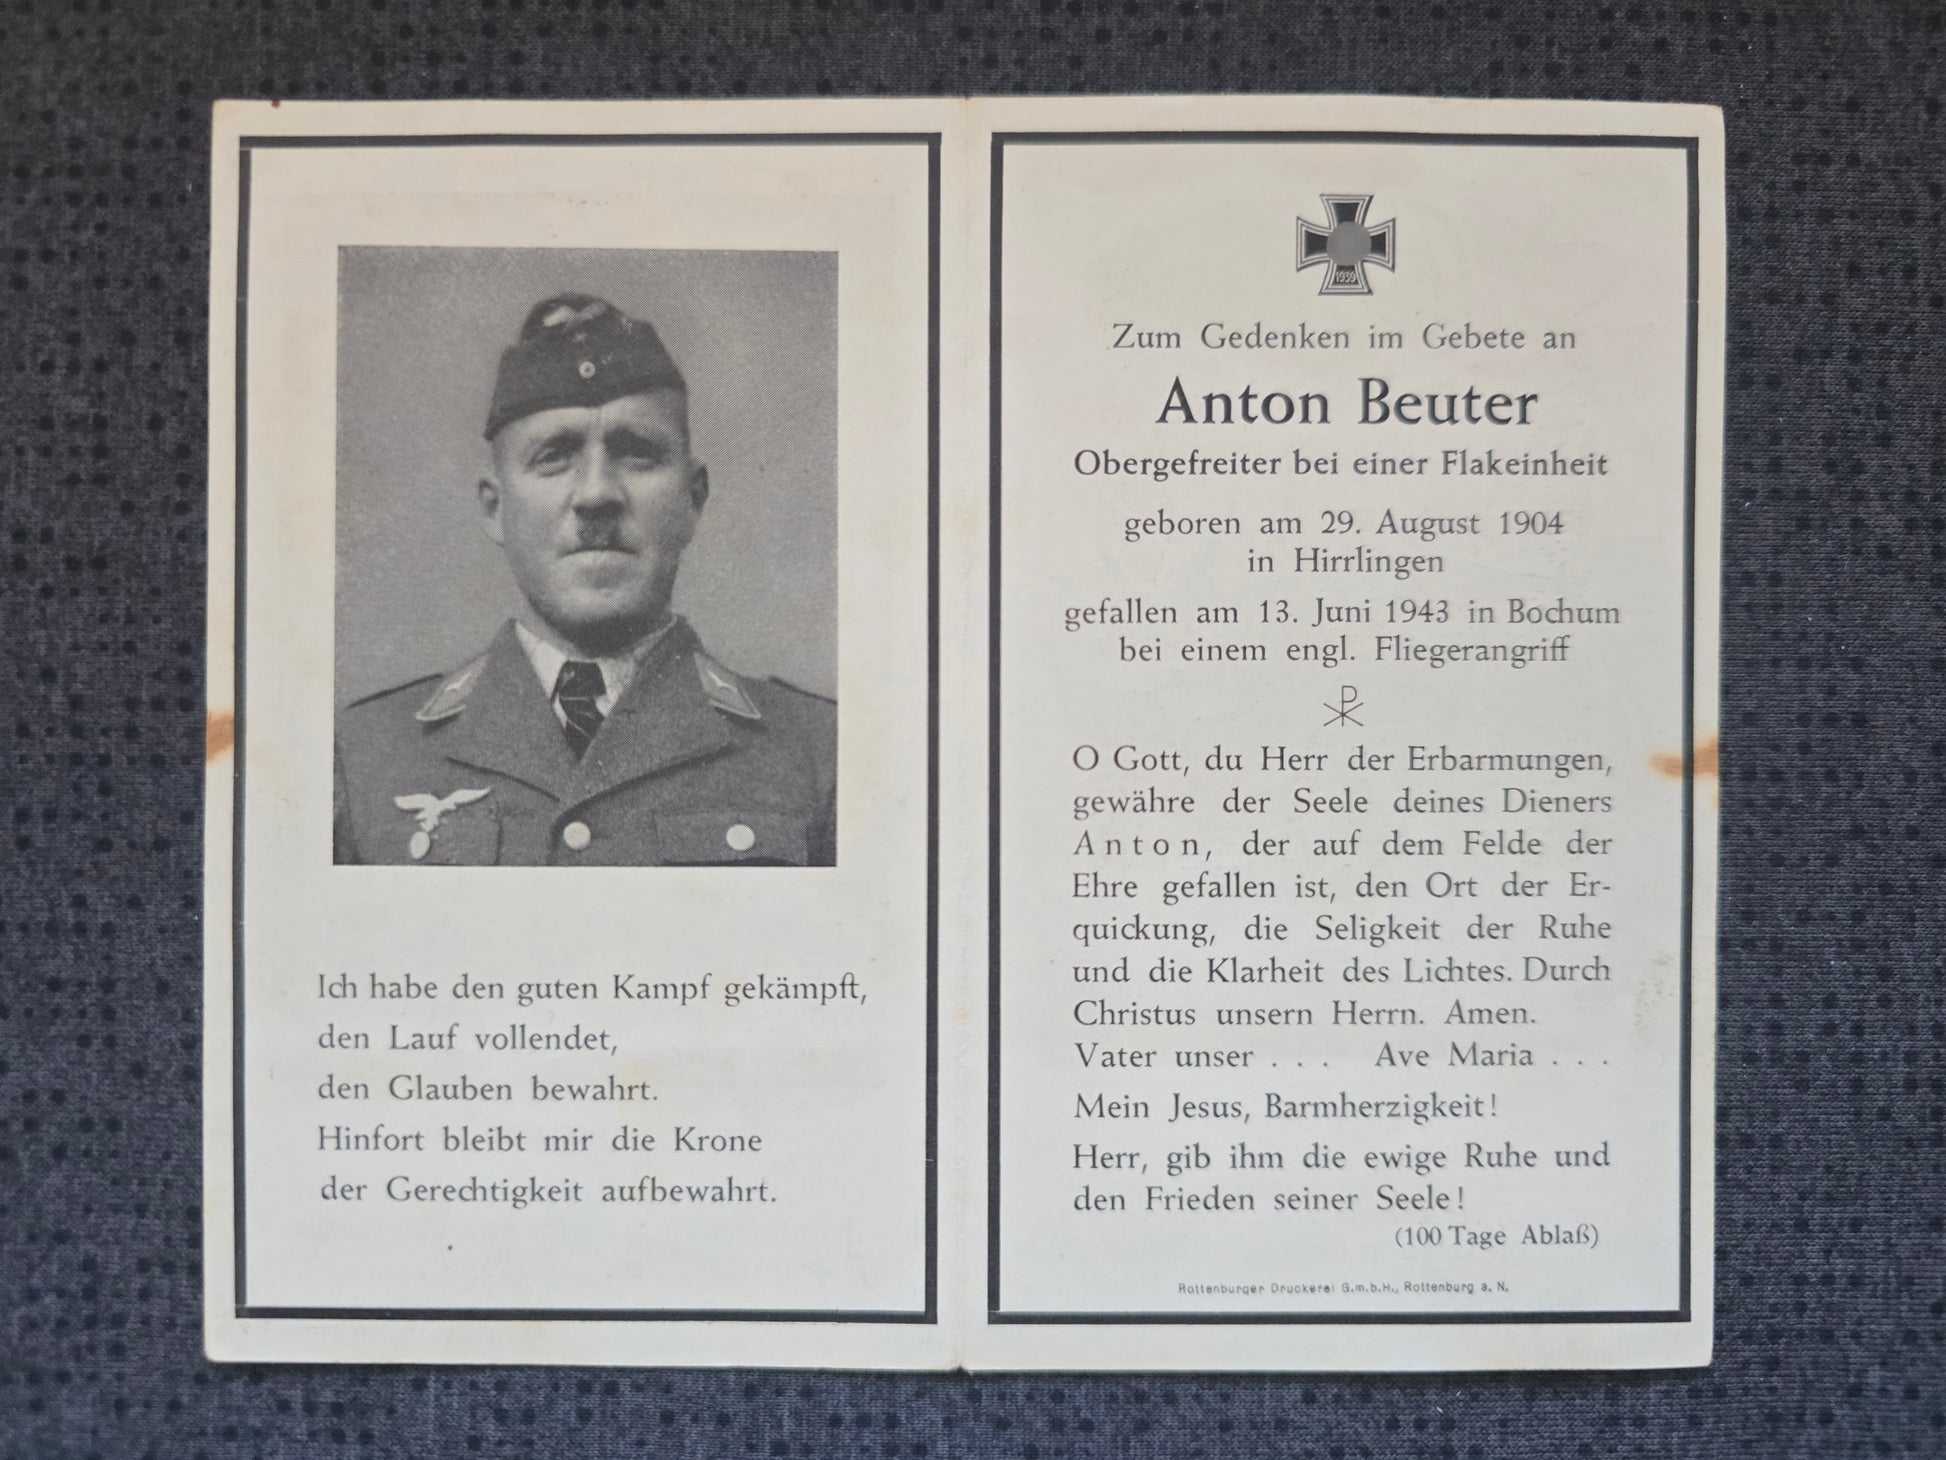 Ich habe den guten Kampf gekämpft,
den Lauf vollendet,
den Glauben bewahrt.
Hinfort bleibt mir die Krone
der Gerechtigkeit aufbewahrt.
1939
Zum Gedenken im Gebete an
Anton Beuter
Obergefreiter bei einer Flakeinheit
geboren am 29. August 1904
in Hirrlingen
gefallen am 13. Juni 1943 in Bochum
bei einem engl. Fliegerangriff
O Gott, du Herr der Erbarmungen,
gewähre der Seele deines Dieners
Anton, der auf dem Felde der
Ehre gefallen ist, den Ort der Er-
quickung, die Seligkeit der Ruhe
und die Klarheit des Lichtes. Durch
Christus unsern Herrn. Amen.
Vater unser . . . Ave Maria . . .
Mein Jesus, Barmherzigkeit!
Herr, gib ihm die ewige Ruhe und
den Frieden seiner Seele!
(100 Tage Ablaß)
Rottenburger Druckerei G.m.b.H., Rottenburg a. N.